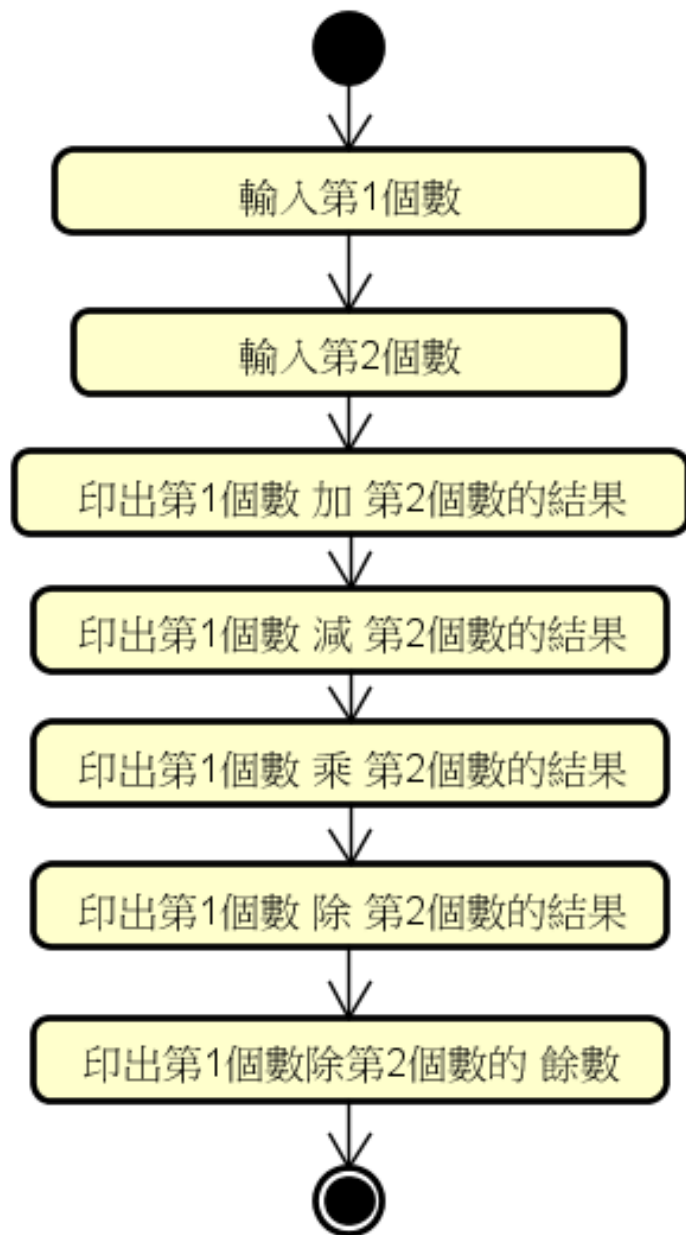 輸入第1個數
輸入第2個數
印出第1個數 加 第2個數的結果
印出第1個數 減 第2個數的結果
印出第1個數 乘 第2個數的結果
印出第1個數 除 第2個數的結果
印出第1個數除第2個數的 餘數